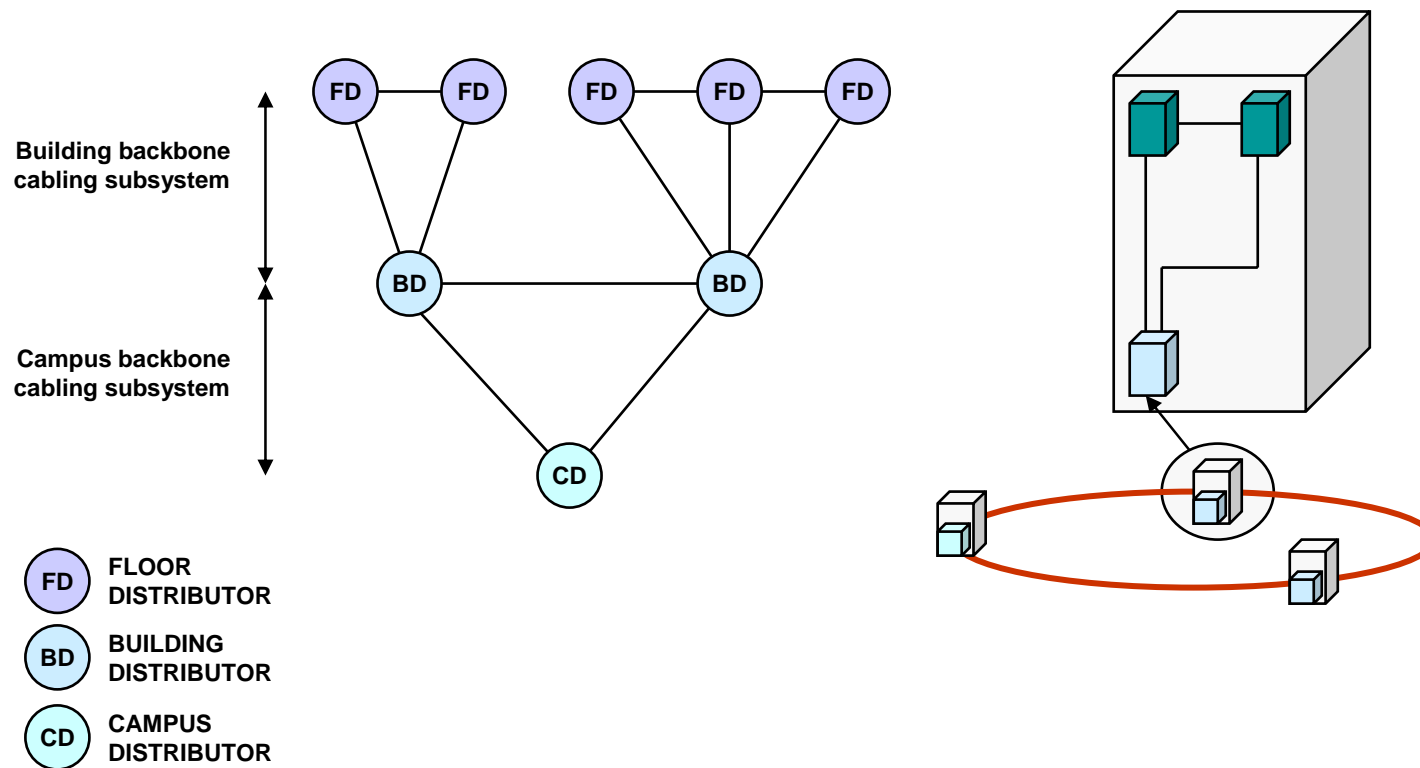 FD
FD
FD
FD
FD
Building backbone
cabling subsystem
BD
BD
Campus backbone
cabling subsystem
CD
FD
FLOOR
DISTRIBUTOR
BD
BUILDING
DISTRIBUTOR
CD
CAMPUS
DISTRIBUTOR